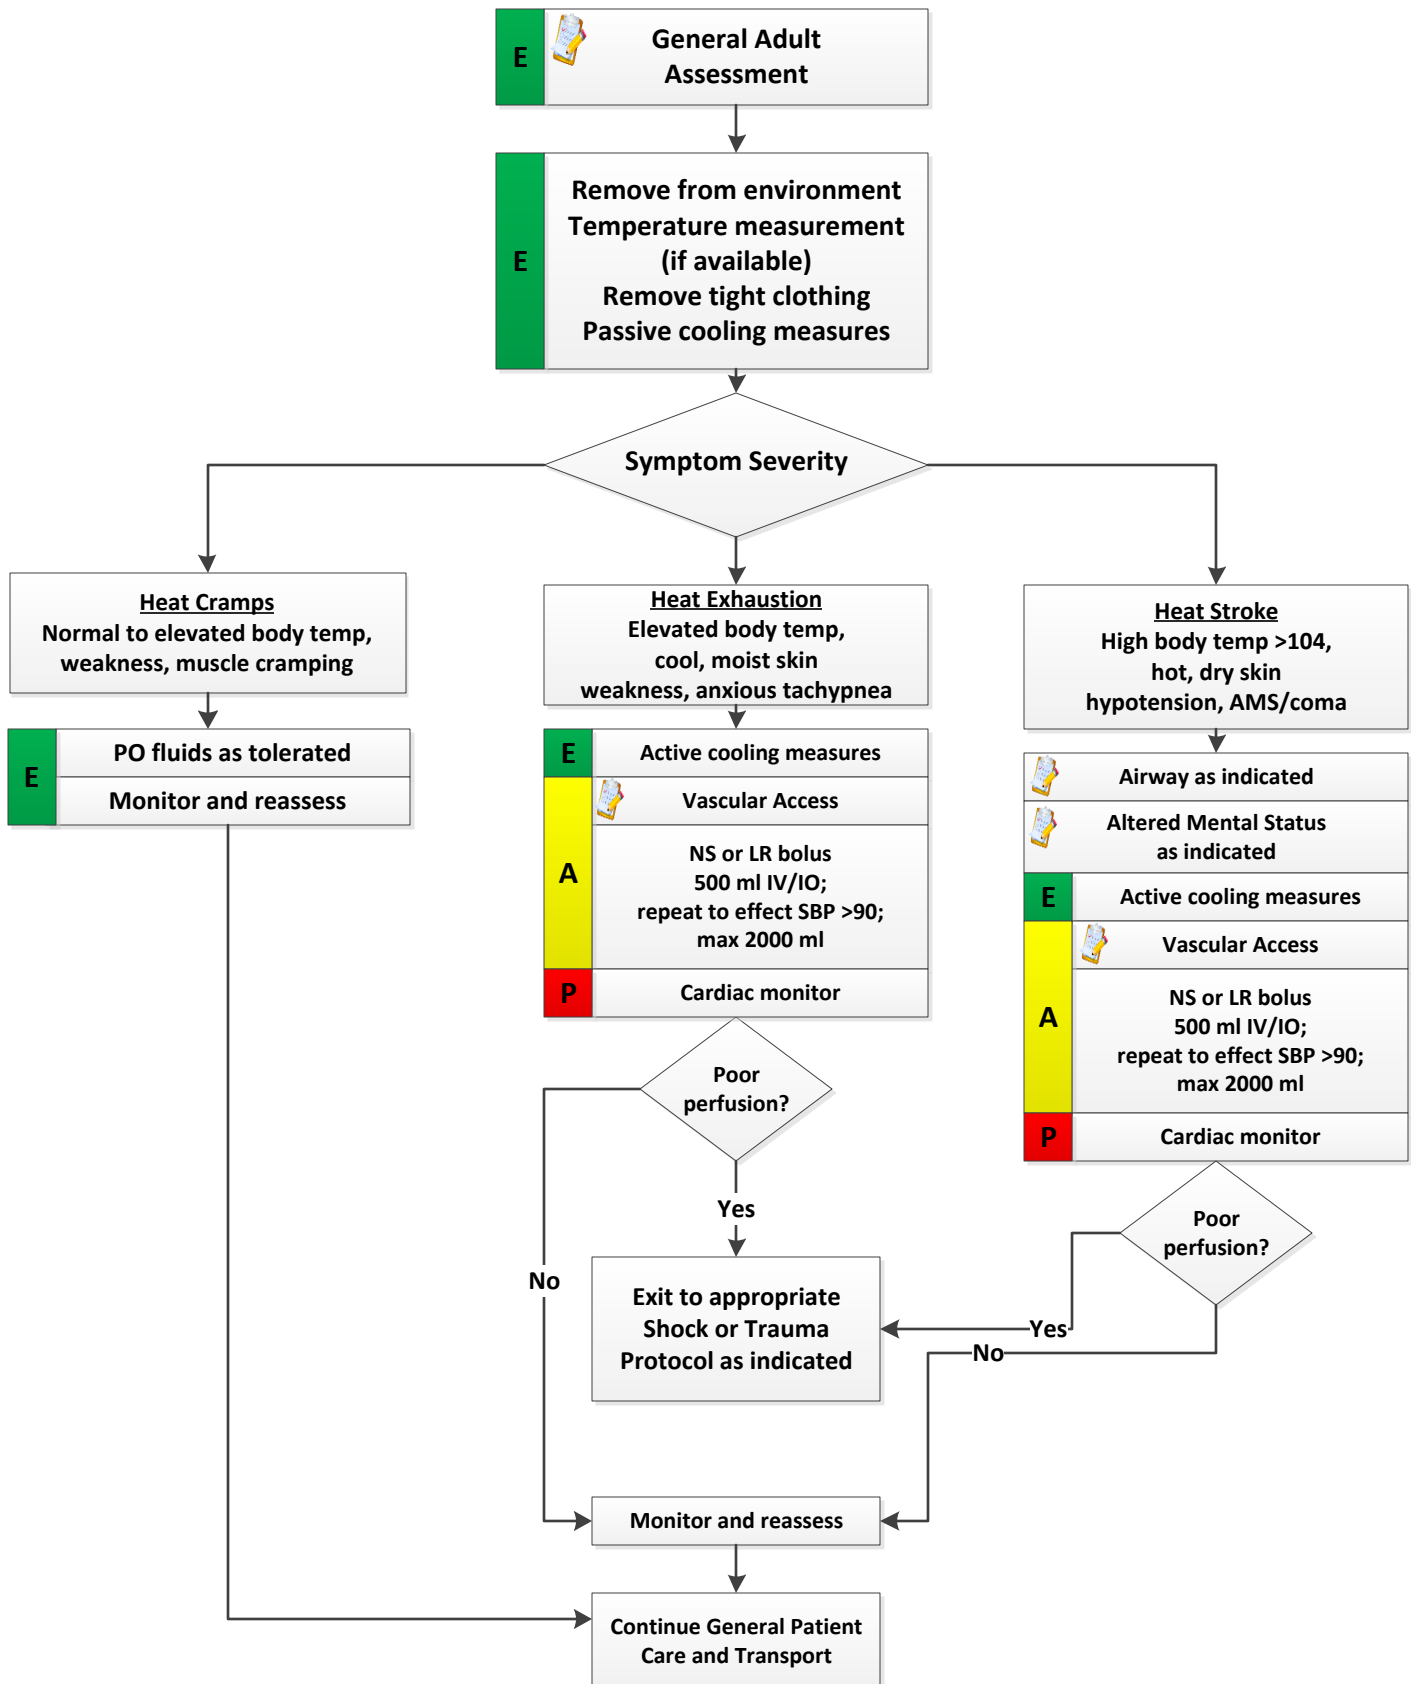 E
General Adult
Assessment
E
Remove from environment
Temperature measurement
(if available)
Remove tight clothing
Passive cooling measures
Symptom Severity
Heat Cramps
Normal to elevated body temp,
weakness, muscle cramping
E
PO fluids as tolerated
Monitor and reassess
Heat Exhaustion
Elevated body temp,
cool, moist skin
weakness, anxious tachypnea
E
Active cooling measures
A
Vascular Access
NS or LR bolus
500 ml IV/IO;
repeat to effect SBP >90;
max 2000 ml
P
Cardiac monitor
Poor
perfusion?
Yes
No
Exit to appropriate
Shock or Trauma
Protocol as indicated
Heat Stroke
High body temp >104,
hot, dry skin
hypotension, AMS/coma
Airway as indicated
Altered Mental Status
as indicated
E
Active cooling measures
A
Vascular Access
NS or LR bolus
500 ml IV/IO;
repeat to effect SBP >90;
max 2000 ml
P
Cardiac monitor
Poor
perfusion?
Yes
No
Monitor and reassess
Continue General Patient
Care and Transport